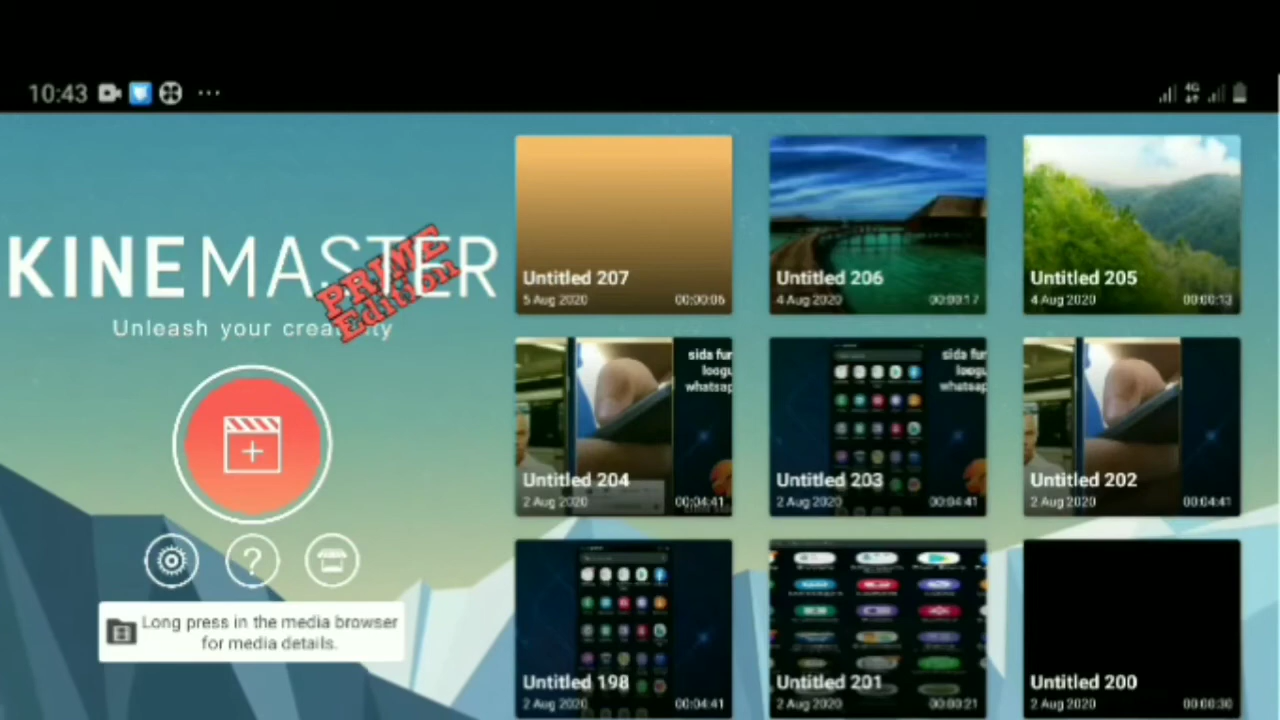 10:43
4G
KINEMASTER
PRIME
Edition
Unleash your
?
Long press in the media browser
for media details.
Untitled 207
5 Aug 2020 00:00:06
Untitled 206
4 Aug 2020 00:00:17
Untitled 205
4 Aug 2020 00:00:13
sida fur
loogu
whatsap
Untitled 204
2 Aug 2020 00:04:41
sida fur
loogu
whatsap
Untitled 203
2 Aug 2020 00:04:41
Untitled 202
2 Aug 2020 00:04:41
Untitled 198
2 Aug 2020 00:04:41
Untitled 201
2 Aug 2020 00:00:21
Untitled 200
2 Aug 2020 00:00:30